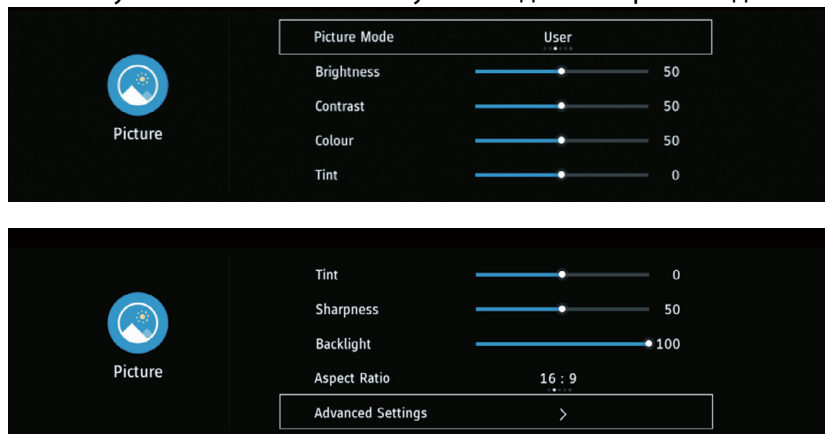 Picture
Picture Mode User
Brightness 50
Contrast 50
Colour 50
Tint 0
Picture
Tint 0
Sharpness 50
Backlight 100
Aspect Ratio 16 : 9
Advanced Settings >